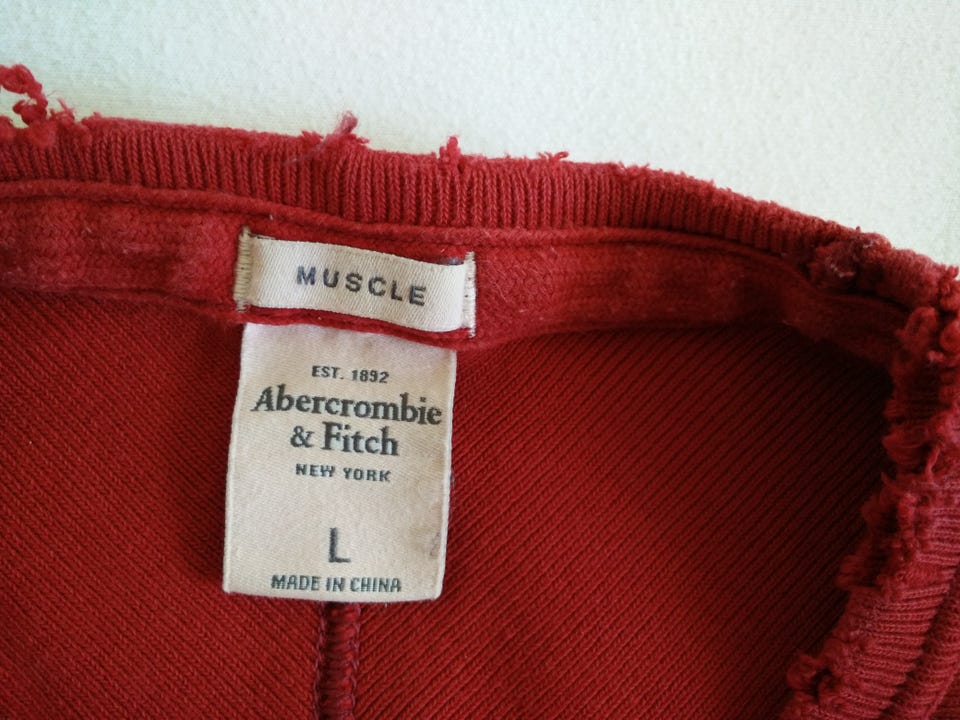 MUSCLE
EST. 1892
Abercrombie
& Fitch
NEW YORK
L
MADE IN CHINA